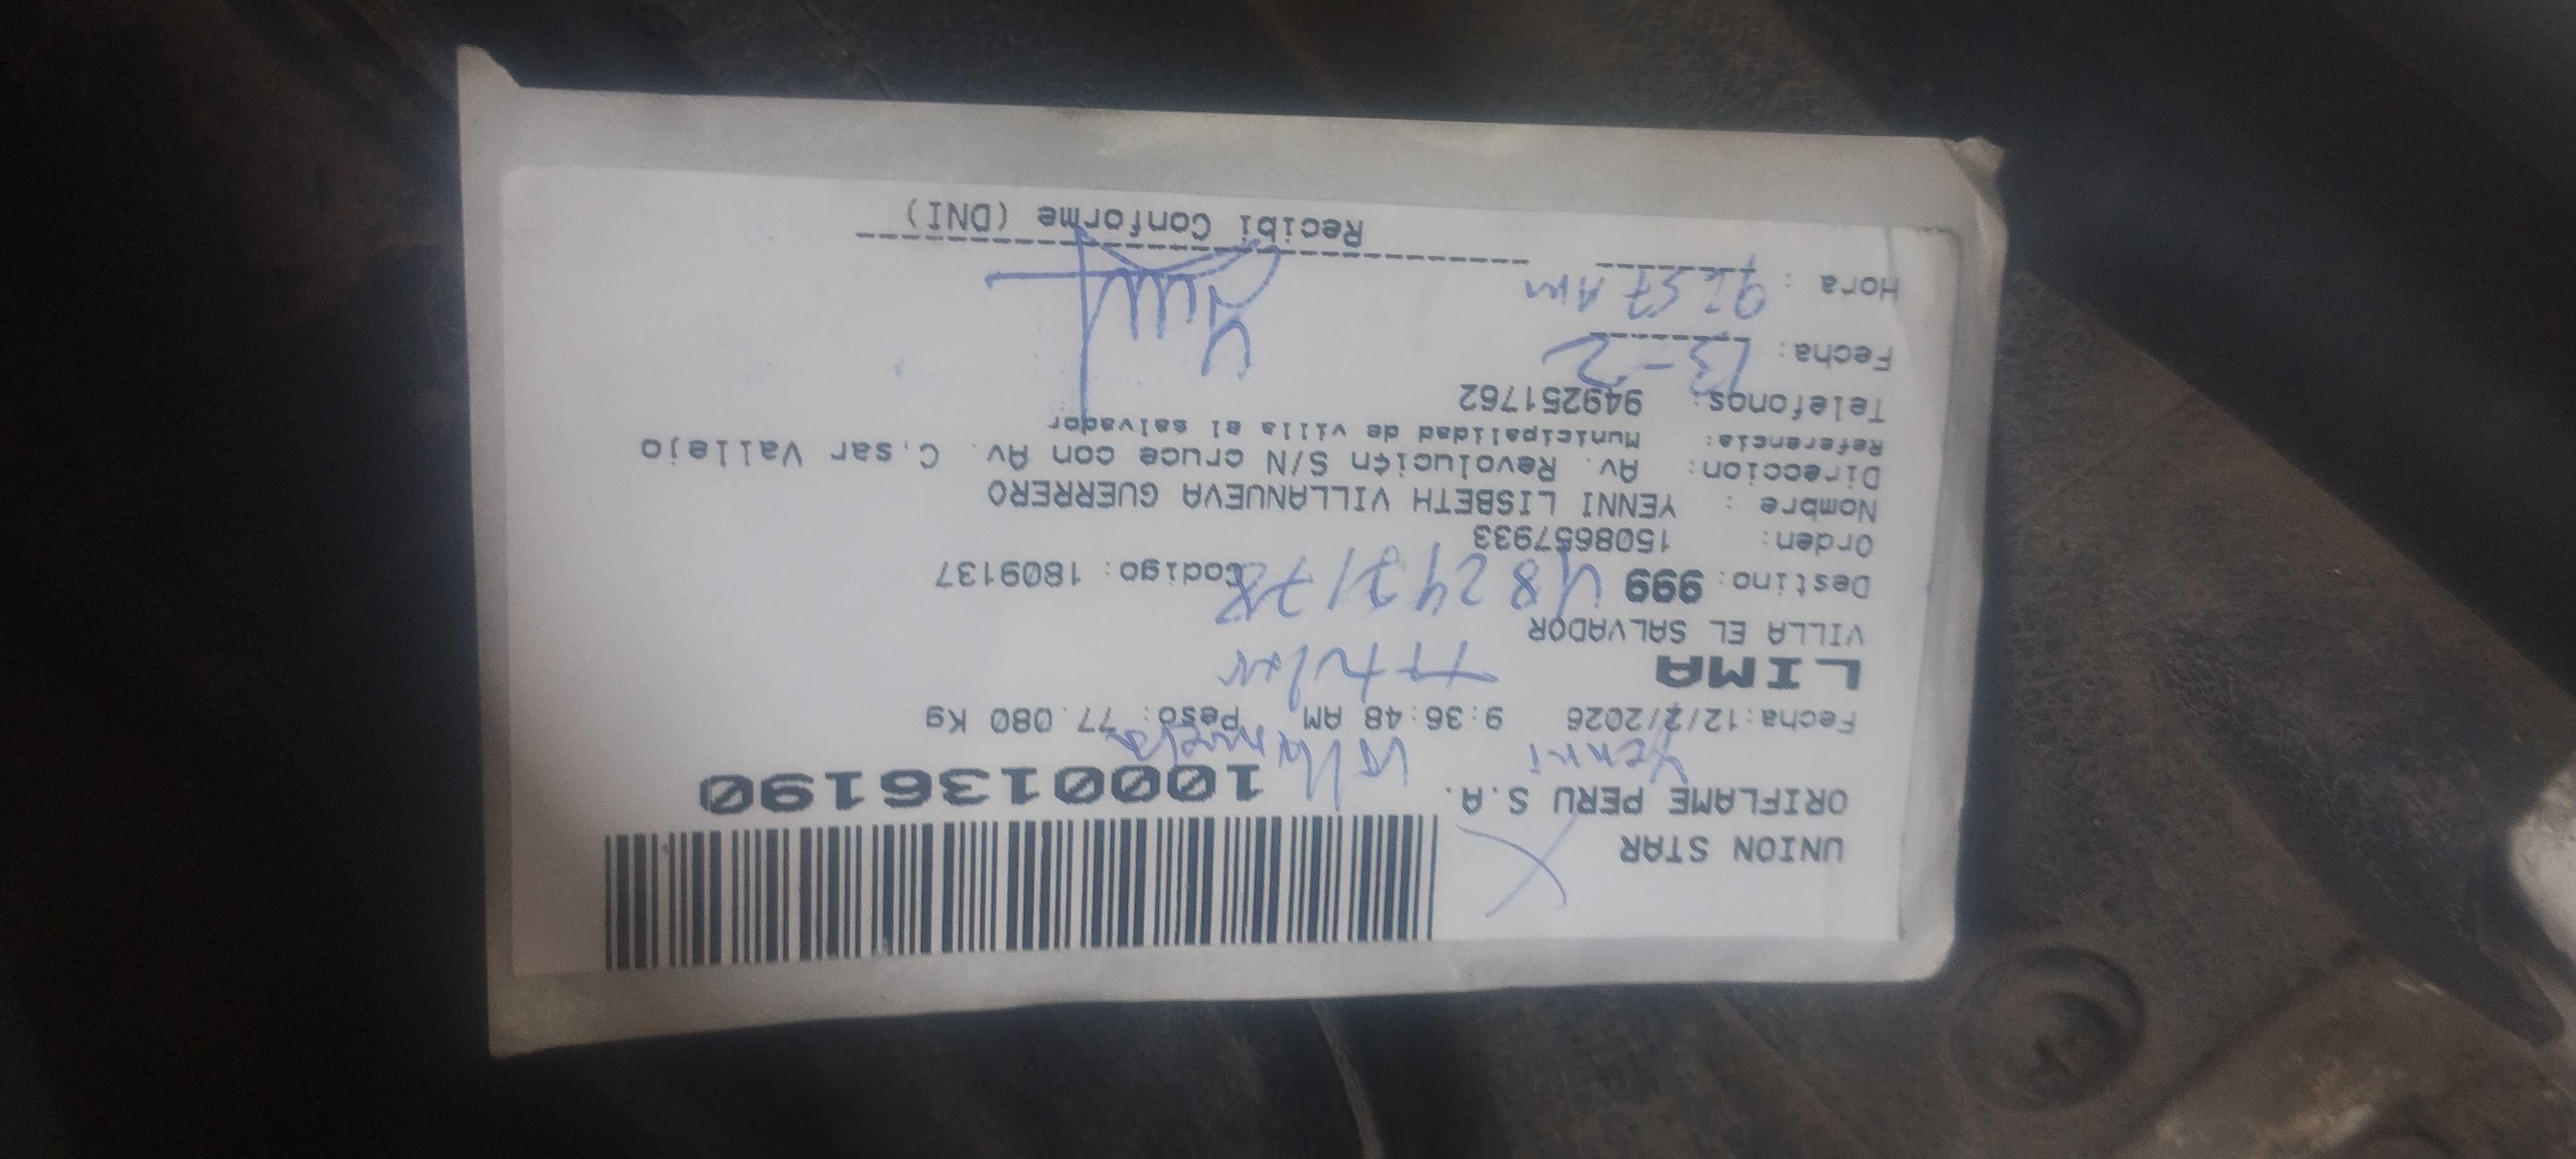 UNION STAR
ORIFLAME PERU S.A.
1000136190
Yenni Villanueva
Fecha:12/2/2026 9:36:48 AM Peso: 77.080 Kg
LIMA
Titular
VILLA EL SALVADOR
Destino: 999 Codigo: 1809137
Orden: 1508657933
Nombre : YENNI LISBETH VILLANUEVA GUERRERO
Direccion: Av. Revoluci¢n S/N cruce con Av. C‚sar Vallejo
Referencia: Municipalidad de villa el salvador
Telefonos: 949251762
Fecha: 13-2
Hora : 9:57 Am
Recibi Conforme (DNI)